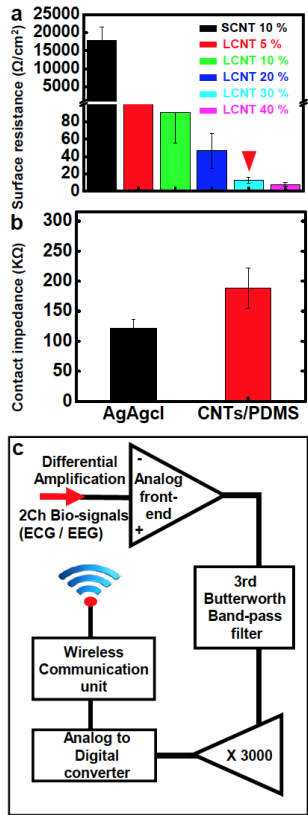 a
Surface resistance (Ω/cm²)
25000
20000
15000
10000
5000
80
60
40
20
0
SCNT 10 %
LCNT 5 %
LCNT 10 %
LCNT 20 %
LCNT 30 %
LCNT 40 %
b
Contact impedance (KΩ)
300
250
200
150
100
50
0
AgAgcl
CNTs/PDMS
c
Differential
Amplification
2Ch Bio-signals
(ECG / EEG)
-
Analog
front-
end
+
3rd
Butterworth
Band-pass
filter
Wireless
Communication
unit
Analog to
Digital
converter
X 3000